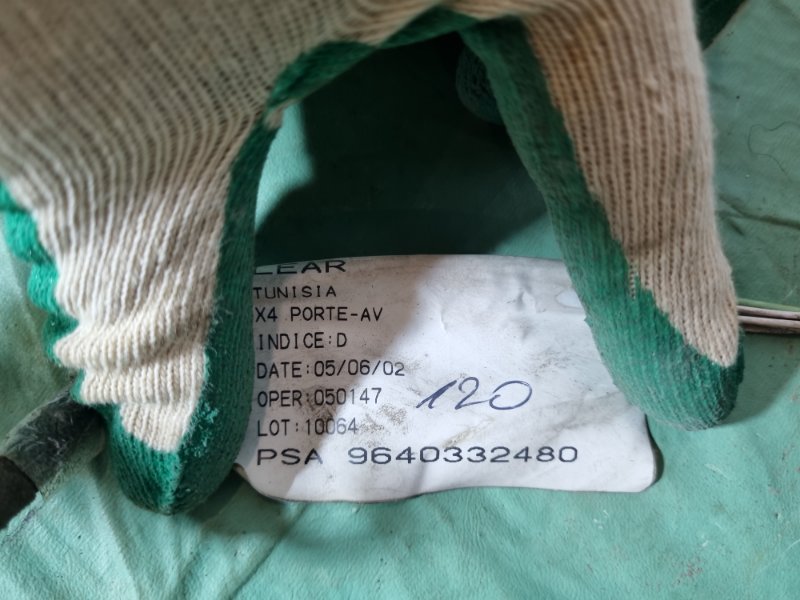 LEAR
TUNISIA
X4 PORTE-AV
INDICE:D
DATE:05/06/02
OPER:050147
120
LOT:10064
PSA 9640332480